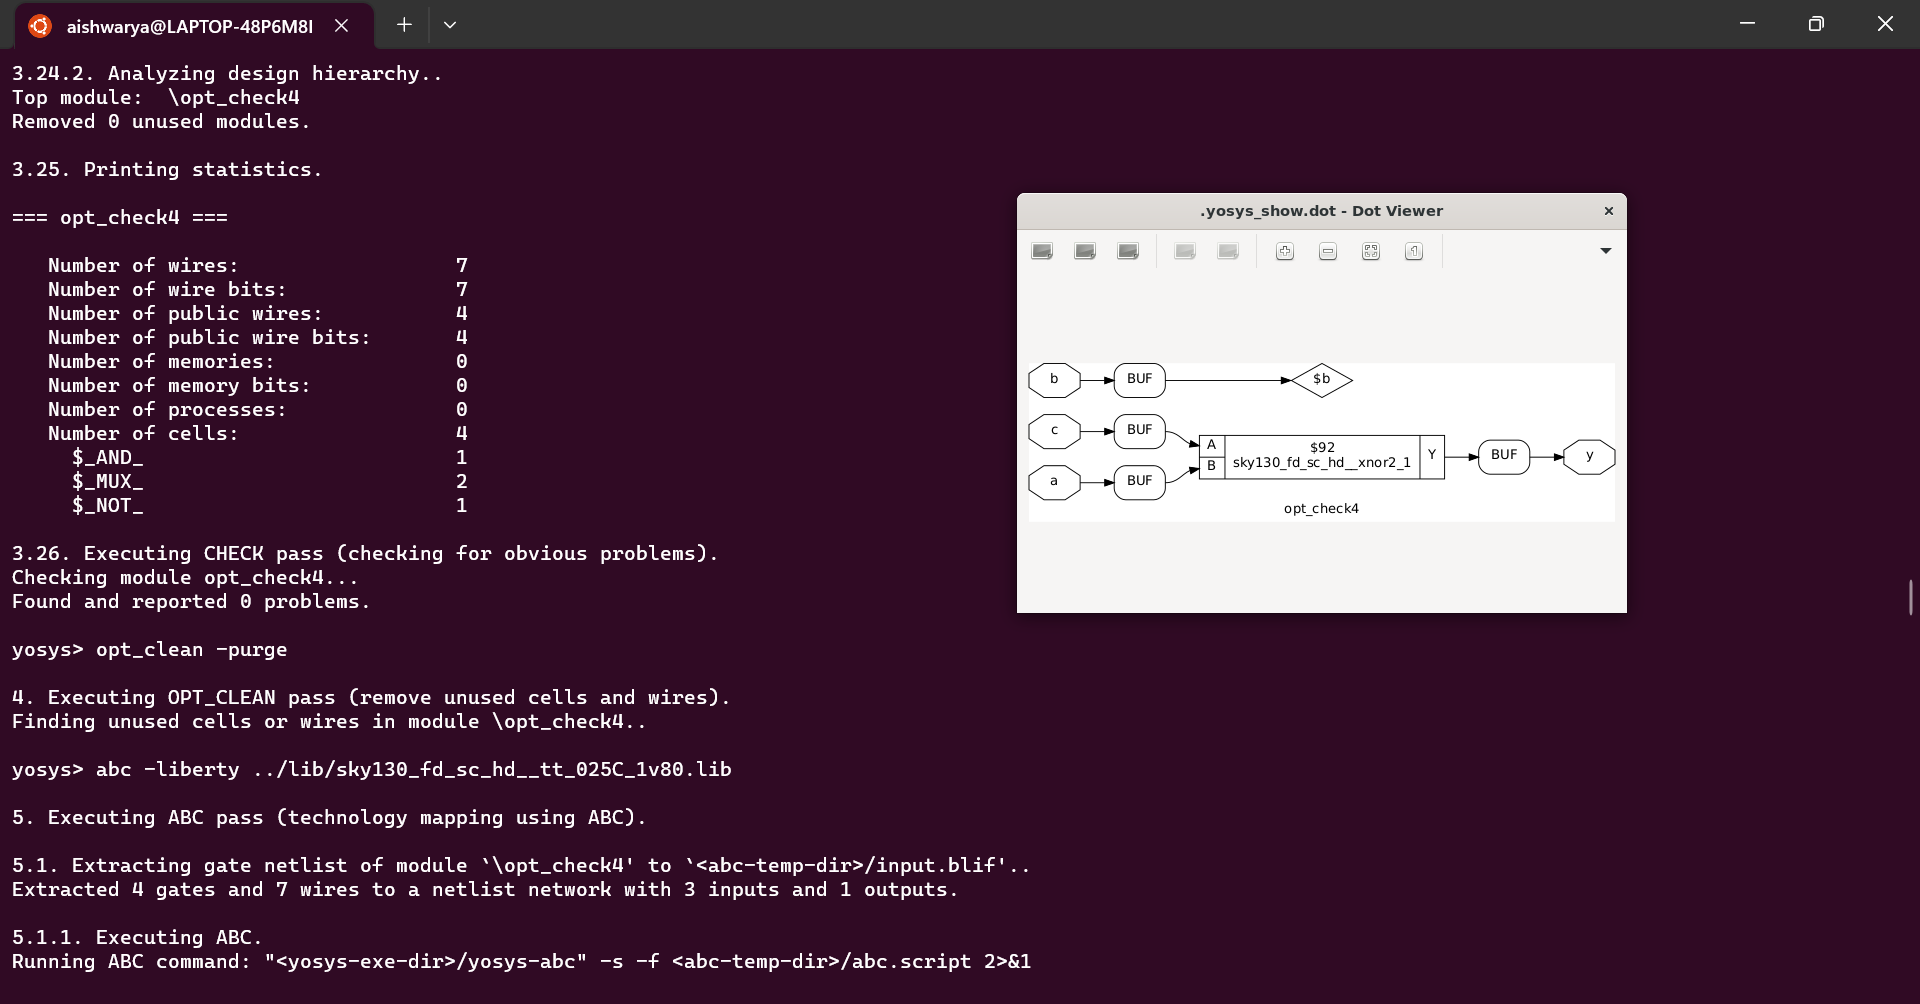 aishwarya@LAPTOP-48P6M8I
3.24.2. Analyzing design hierarchy..
Top module:  \opt_check4
Removed 0 unused modules.
3.25. Printing statistics.
=== opt_check4 ===
Number of wires: 7
Number of wire bits: 7
Number of public wires: 4
Number of public wire bits: 4
Number of memories: 0
Number of memory bits: 0
Number of processes: 0
Number of cells: 4
$_AND_ 1
$_MUX_ 2
$_NOT_ 1
3.26. Executing CHECK pass (checking for obvious problems).
Checking module opt_check4...
Found and reported 0 problems.
yosys> opt_clean -purge
4. Executing OPT_CLEAN pass (remove unused cells and wires).
Finding unused cells or wires in module \opt_check4..
yosys> abc -liberty ../lib/sky130_fd_sc_hd__tt_025C_1v80.lib
5. Executing ABC pass (technology mapping using ABC).
5.1. Extracting gate netlist of module `\opt_check4' to `<abc-temp-dir>/input.blif'..
Extracted 4 gates and 7 wires to a netlist network with 3 inputs and 1 outputs.
5.1.1. Executing ABC.
Running ABC command: "<yosys-exe-dir>/yosys-abc" -s -f <abc-temp-dir>/abc.script 2>&1
.yosys_show.dot - Dot Viewer
b BUF $b
c BUF
a BUF
A
B
$92
sky130_fd_sc_hd__xnor2_1
Y
BUF y
opt_check4